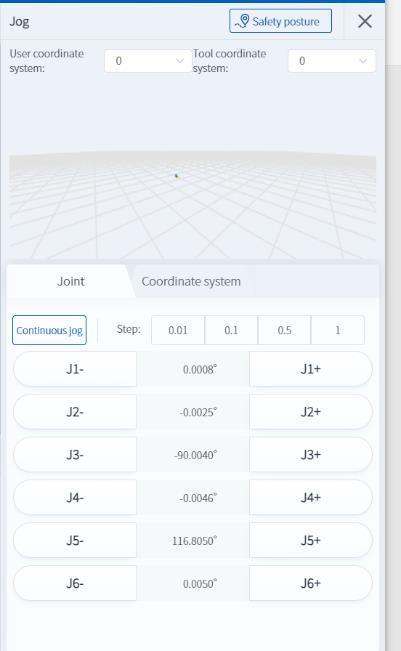 Jog
Safety posture
User coordinate system:
0
Tool coordinate system:
0
Joint
Coordinate system
Continuous jog
Step:
0.01
0.1
0.5
1
J1-
0.0008°
J1+
J2-
-0.0025°
J2+
J3-
-90.0040°
J3+
J4-
-0.0046°
J4+
J5-
116.8050°
J5+
J6-
0.0050°
J6+